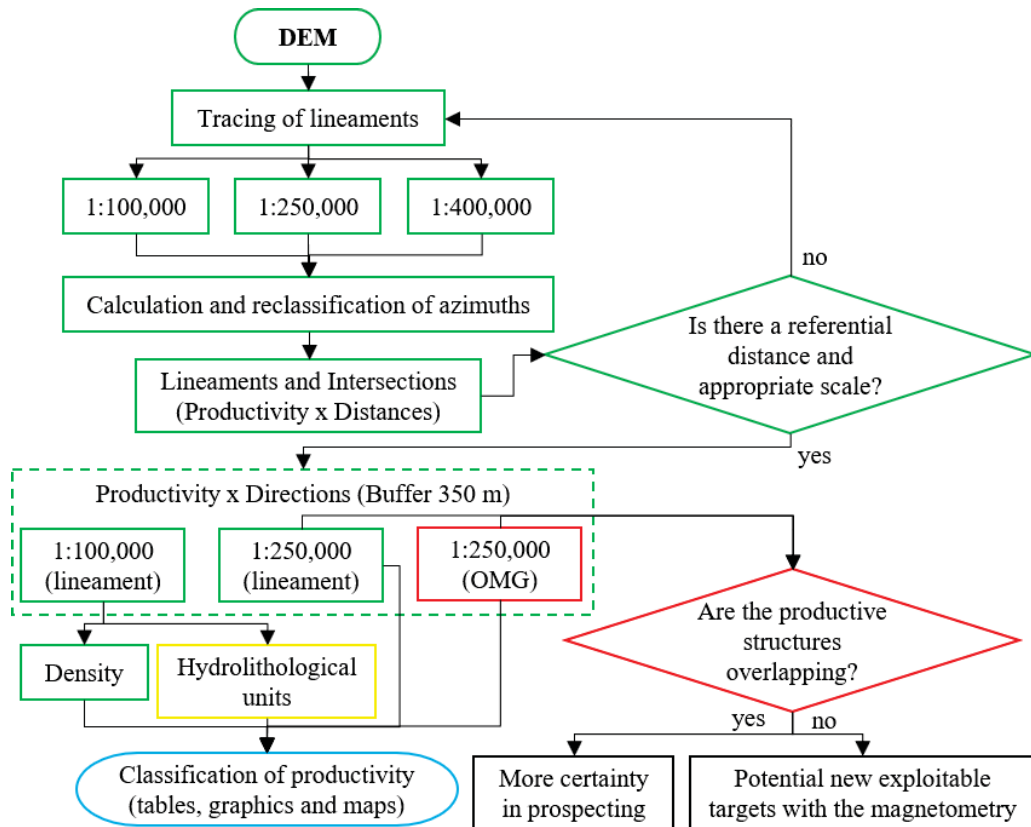 DEM
Tracing of lineaments
1:100,000
1:250,000
1:400,000
Calculation and reclassification of azimuths
Lineaments and Intersections
(Productivity x Distances)
no
Is there a referential
distance and
appropriate scale?
yes
Productivity x Directions (Buffer 350 m)
1:100,000
(lineament)
1:250,000
(lineament)
1:250,000
(OMG)
Are the productive
structures
overlapping?
Density
Hydrolithological
units
yes
no
Classification of productivity
(tables, graphics and maps)
More certainty
in prospecting
Potential new exploitable
targets with the magnetometry